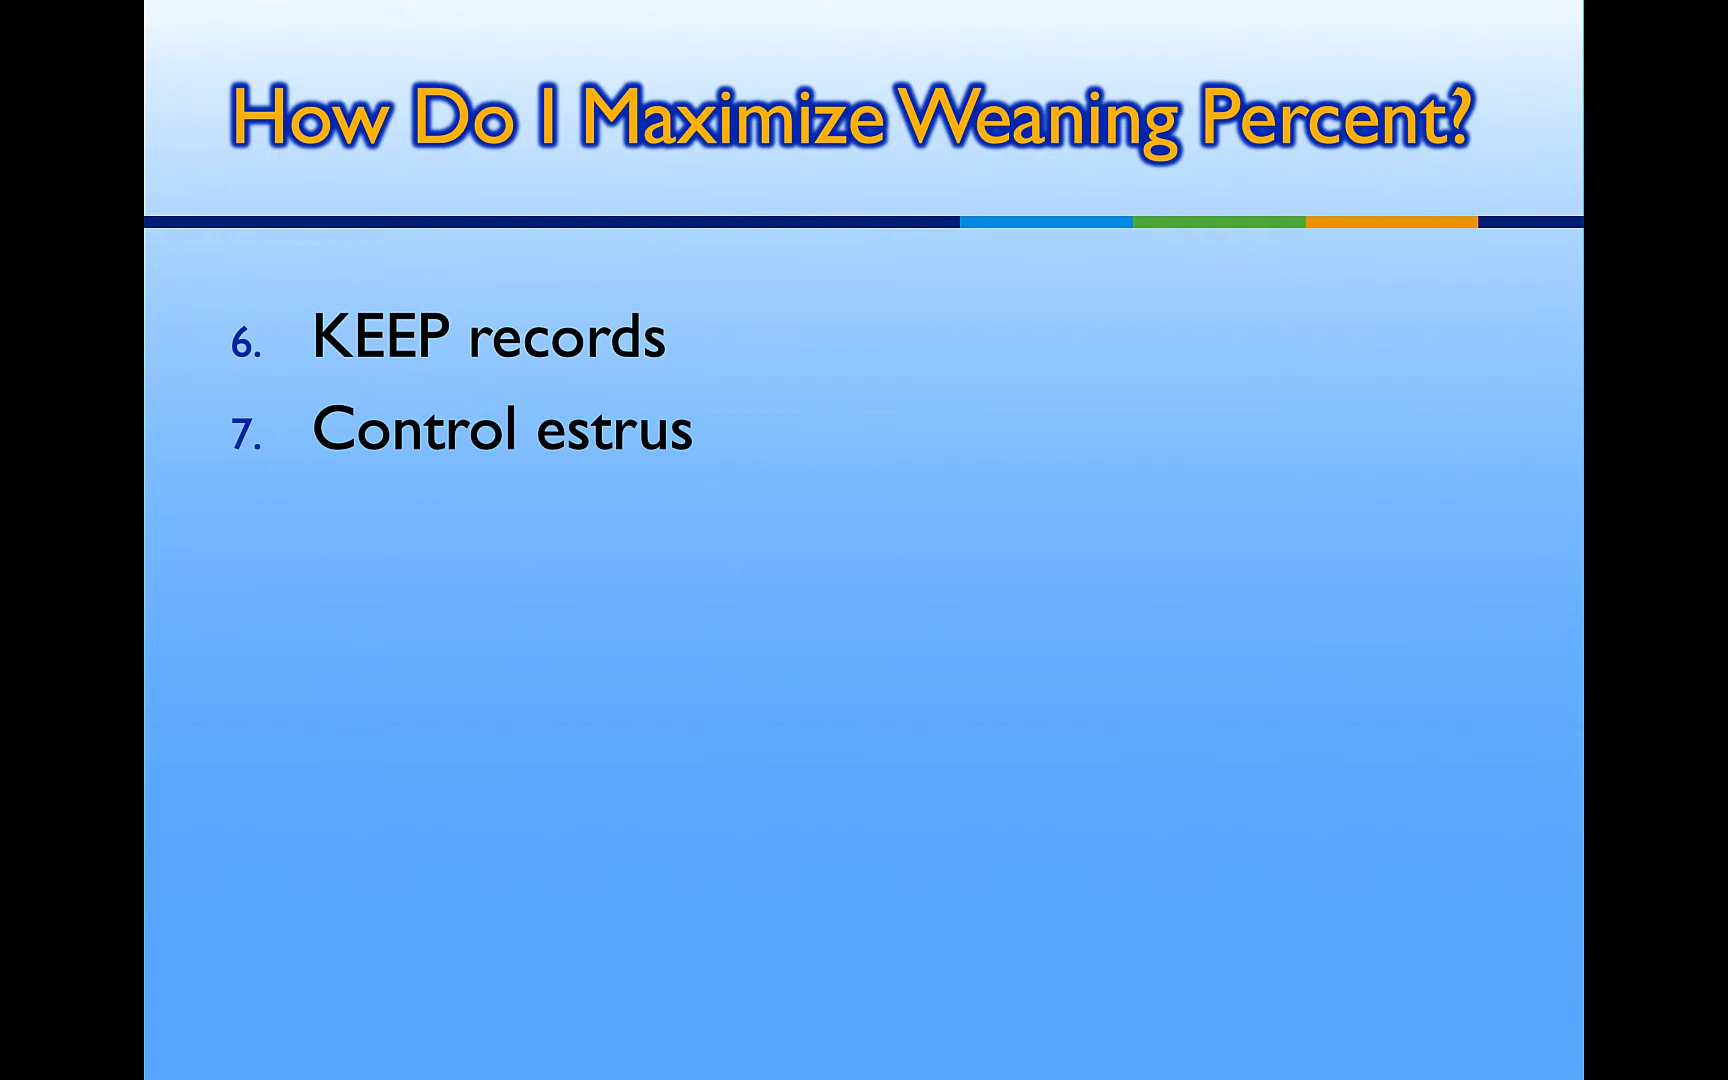 How Do I Maximize Weaning Percent?
6. KEEP records
7. Control estrus